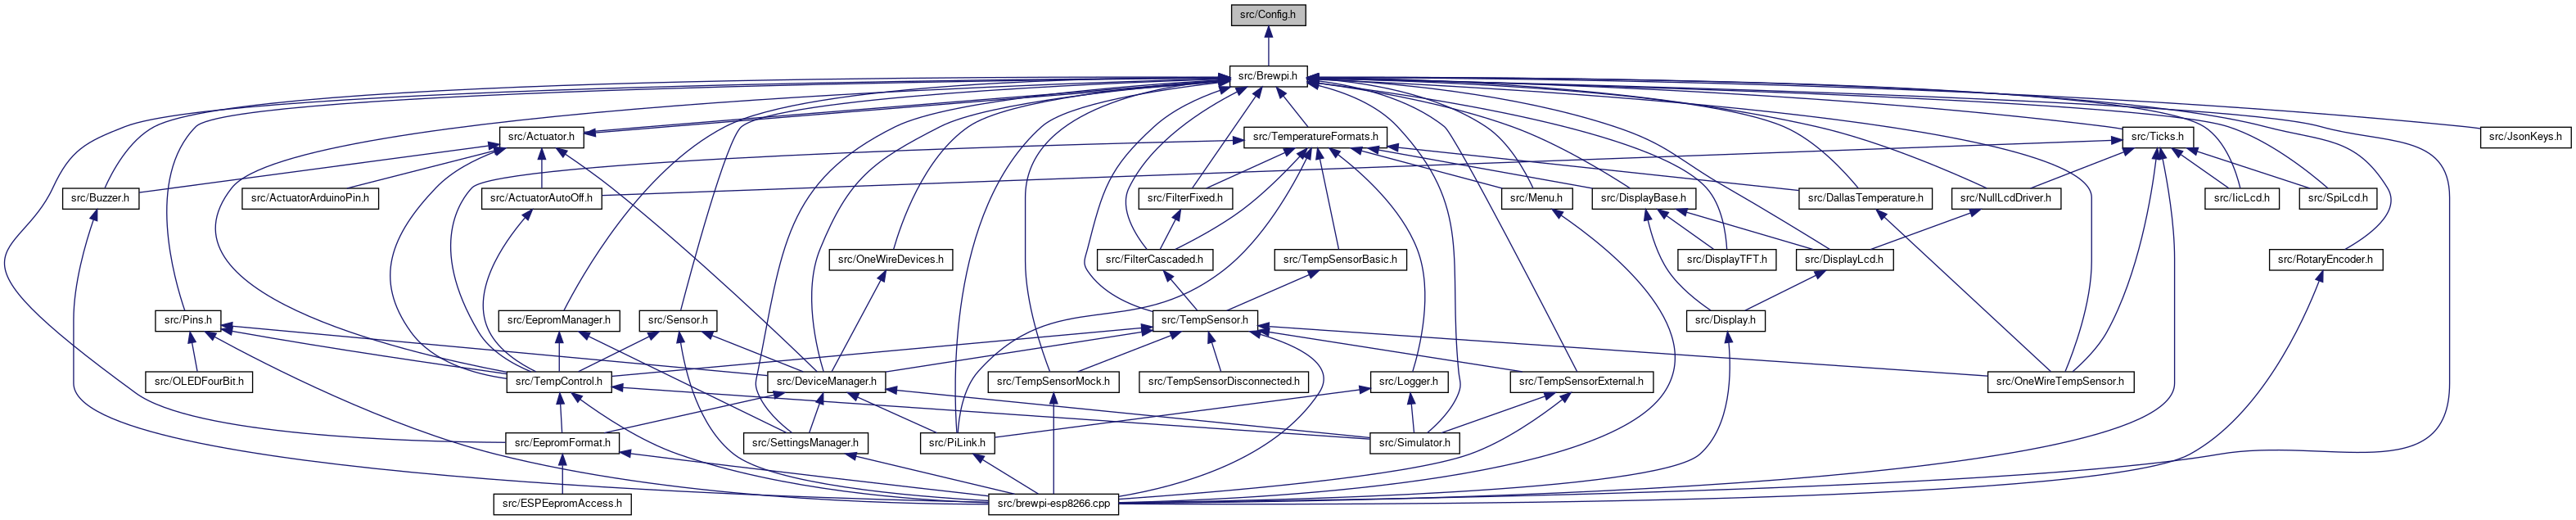 src/Config.h
src/Brewpi.h
src/Actuator.h
src/TemperatureFormats.h
src/Ticks.h
src/JsonKeys.h
src/Buzzer.h
src/ActuatorArduinoPin.h
src/ActuatorAutoOff.h
src/FilterFixed.h
src/Menu.h
src/DisplayBase.h
src/DallasTemperature.h
src/NullLcdDriver.h
src/IicLcd.h
src/SpiLcd.h
src/OneWireDevices.h
src/FilterCascaded.h
src/TempSensorBasic.h
src/DisplayTFT.h
src/DisplayLcd.h
src/RotaryEncoder.h
src/Pins.h
src/EepromManager.h
src/Sensor.h
src/TempSensor.h
src/Display.h
src/OLEDFourBit.h
src/TempControl.h
src/DeviceManager.h
src/TempSensorMock.h
src/TempSensorDisconnected.h
src/Logger.h
src/TempSensorExternal.h
src/OneWireTempSensor.h
src/EepromFormat.h
src/SettingsManager.h
src/PiLink.h
src/Simulator.h
src/ESPEepromAccess.h
src/brewpi-esp8266.cpp